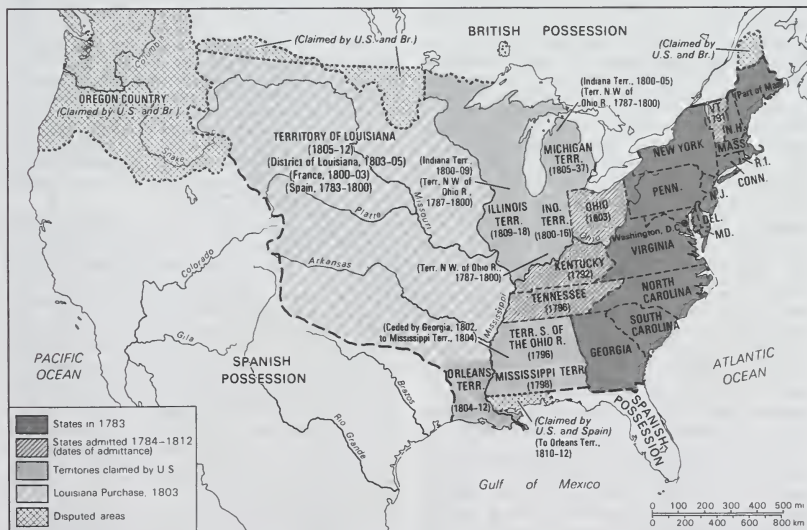 (Claimed by U.S. and Br.)
BRITISH POSSESSION
(Claimed by
U.S. and Br.)
Columbia
OREGON COUNTRY
(Claimed by U.S. and Br.)
Snake
TERRITORY OF LOUISIANA
(1805-12)
(District of Louisiana, 1803-05)
(France, 1800-03)
(Spain, 1783-1800)
Missouri
Platte
Arkansas
Mississippi
(Indiana Terr., 1800-05)
(Terr. N W of
Ohio R., 1787-1800)
MICHIGAN
TERR.
(1805-37)
(Indiana Terr.,
1800-09)
(Terr. N W. of
Ohio R.,
1787-1800)
ILLINOIS
TERR.
(1809-18)
IND.
TERR.
(1800-16)
OHIO
(1803)
Ohio
(Terr. N W. of Ohio R.,
1787-1800)
KENTUCKY
(1792)
TENNESSEE
(1796)
Part of Mass.
VT.
(1791)
N.H.
MASS.
NEW YORK
R.I.
CONN.
PENN.
N.J.
DEL.
MD.
Washington, D.C.
VIRGINIA
NORTH
CAROLINA
SOUTH
CAROLINA
GEORGIA
(Ceded by Georgia, 1802,
to Mississippi Terr., 1804)
TERR. S. OF
THE OHIO R.
(1796)
MISSISSIPPI TERR.
(1798)
ORLEANS
TERR.
(1804-12)
(Claimed by
U.S. and Spain)
(To Orleans Terr.,
1810-12)
SPANISH
POSSESSION
Colorado
Gila
PACIFIC
OCEAN
SPANISH
POSSESSION
Brazos
Rio Grande
Gulf of Mexico
ATLANTIC
OCEAN
States in 1783
States admitted 1784-1812
(dates of admittance)
Territories claimed by U S
Louisiana Purchase. 1803
Disputed areas
0 100 200 300 400 500 mi
0 200 400 600 800 km